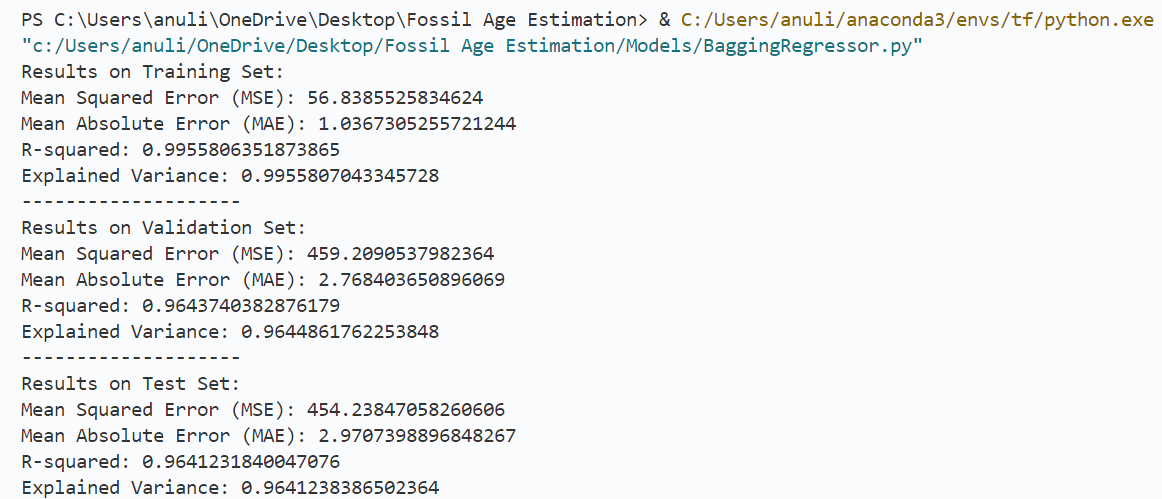 PS C:\Users\anuli\OneDrive\Desktop\Fossil Age Estimation> & C:/Users/anuli/anaconda3/envs/tf/python.exe
"c:/Users/anuli/OneDrive/Desktop/Fossil Age Estimation/Models/BaggingRegressor.py"
Results on Training Set:
Mean Squared Error (MSE): 56.8385525834624
Mean Absolute Error (MAE): 1.0367305255721244
R-squared: 0.9955806351873865
Explained Variance: 0.9955807043345728
--------------------
Results on Validation Set:
Mean Squared Error (MSE): 459.2090537982364
Mean Absolute Error (MAE): 2.768403650896069
R-squared: 0.9643740382876179
Explained Variance: 0.9644861762253848
--------------------
Results on Test Set:
Mean Squared Error (MSE): 454.23847058260606
Mean Absolute Error (MAE): 2.9707398896848267
R-squared: 0.9641231840047076
Explained Variance: 0.9641238386502364